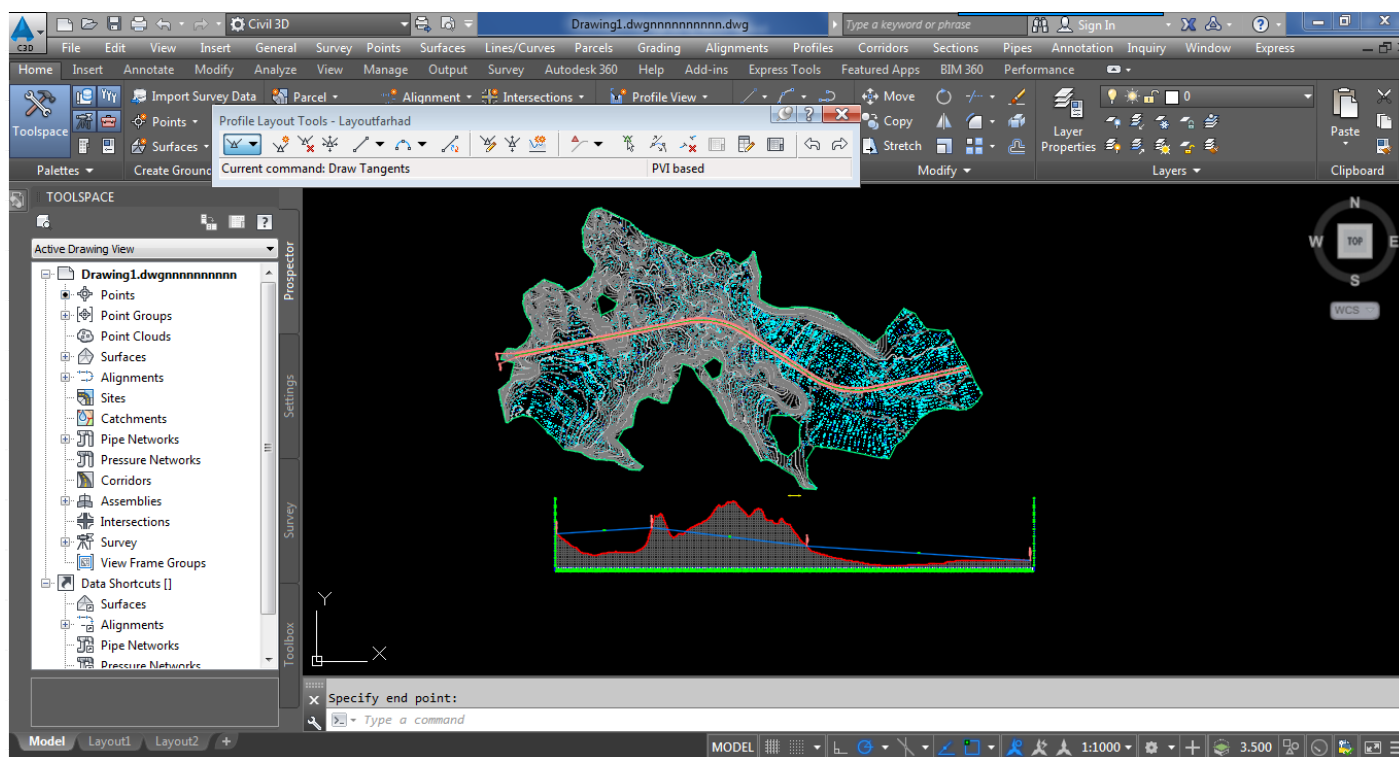 Civil 3D
Drawing1.dwgnnnnnnnnnn.dwg
Type a keyword or phrase
Sign In
C3D
File Edit View Insert General Survey Points Surfaces Lines/Curves Parcels Grading Alignments Profiles Corridors Sections Pipes Annotation Inquiry Window Express
Home Insert Annotate Modify Analyze View Manage Output Survey Autodesk 360 Help Add-ins Express Tools Featured Apps BIM 360 Performance
Toolspace
Import Survey Data
Points
Surfaces
Parcel
Alignment
Intersections
Profile View
Move
Copy
Stretch
Layer
Properties
0
Paste
Palettes
Create Ground
Modify
Layers
Clipboard
Profile Layout Tools - Layoutfarhad
Current command: Draw Tangents
PVI based
TOOLSPACE
Active Drawing View
Drawing1.dwgnnnnnnnnnn
Points
Point Groups
Point Clouds
Surfaces
Alignments
Sites
Catchments
Pipe Networks
Pressure Networks
Corridors
Assemblies
Intersections
Survey
View Frame Groups
Data Shortcuts []
Surfaces
Alignments
Pipe Networks
Pressure Networks
Prospector
Settings
Survey
Toolbox
N
W
TOP
E
S
WCS
Y
X
Specify end point:
Type a command
Model Layout1 Layout2 +
MODEL
1:1000
3.500